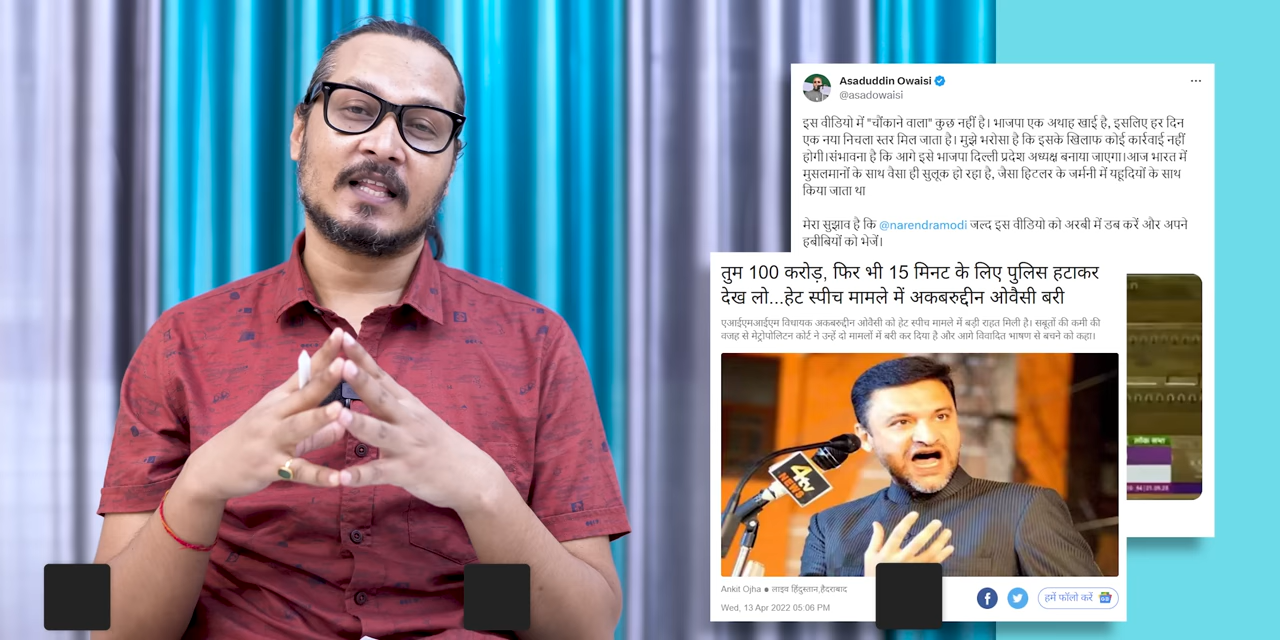 Asaduddin Owaisi
@asadowaisi
इस वीडियो में "चौंकाने वाला" कुछ नहीं है। भाजपा एक अथाह खाई है, इसलिए हर दिन
एक नया निचला स्तर मिल जाता है। मुझे भरोसा है कि इसके खिलाफ कोई कार्रवाई नहीं
होगी।संभावना है कि आगे इसे भाजपा दिल्ली प्रदेश अध्यक्ष बनाया जाएगा।आज भारत में
मुसलमानों के साथ वैसा ही सुलूक हो रहा है, जैसा हिटलर के जर्मनी में यहूदियों के साथ
किया जाता था
मेरा सुझाव है कि @narendramodi जल्द इस वीडियो को अरबी में डब करें और अपने
हबीबियों को भेजें।
तुम 100 करोड़, फिर भी 15 मिनट के लिए पुलिस हटाकर
देख लो...हेट स्पीच मामले में अकबरुद्दीन ओवैसी बरी
एआईएमआईएम विधायक अकबरुद्दीन ओवैसी को हेट स्पीच मामले में बड़ी राहत मिली है। सबूतों की कमी की
वजह से मेट्रोपोलिटन कोर्ट ने उन्हें दो मामलों में बरी कर दिया है और आगे विवादित भाषण से बचने को कहा।
4tv
NEWS
लोक सभा
Ankit Ojha ● लाइव हिंदुस्तान,हैदराबाद
Wed, 13 Apr 2022 05:06 PM
हमें फॉलो करें